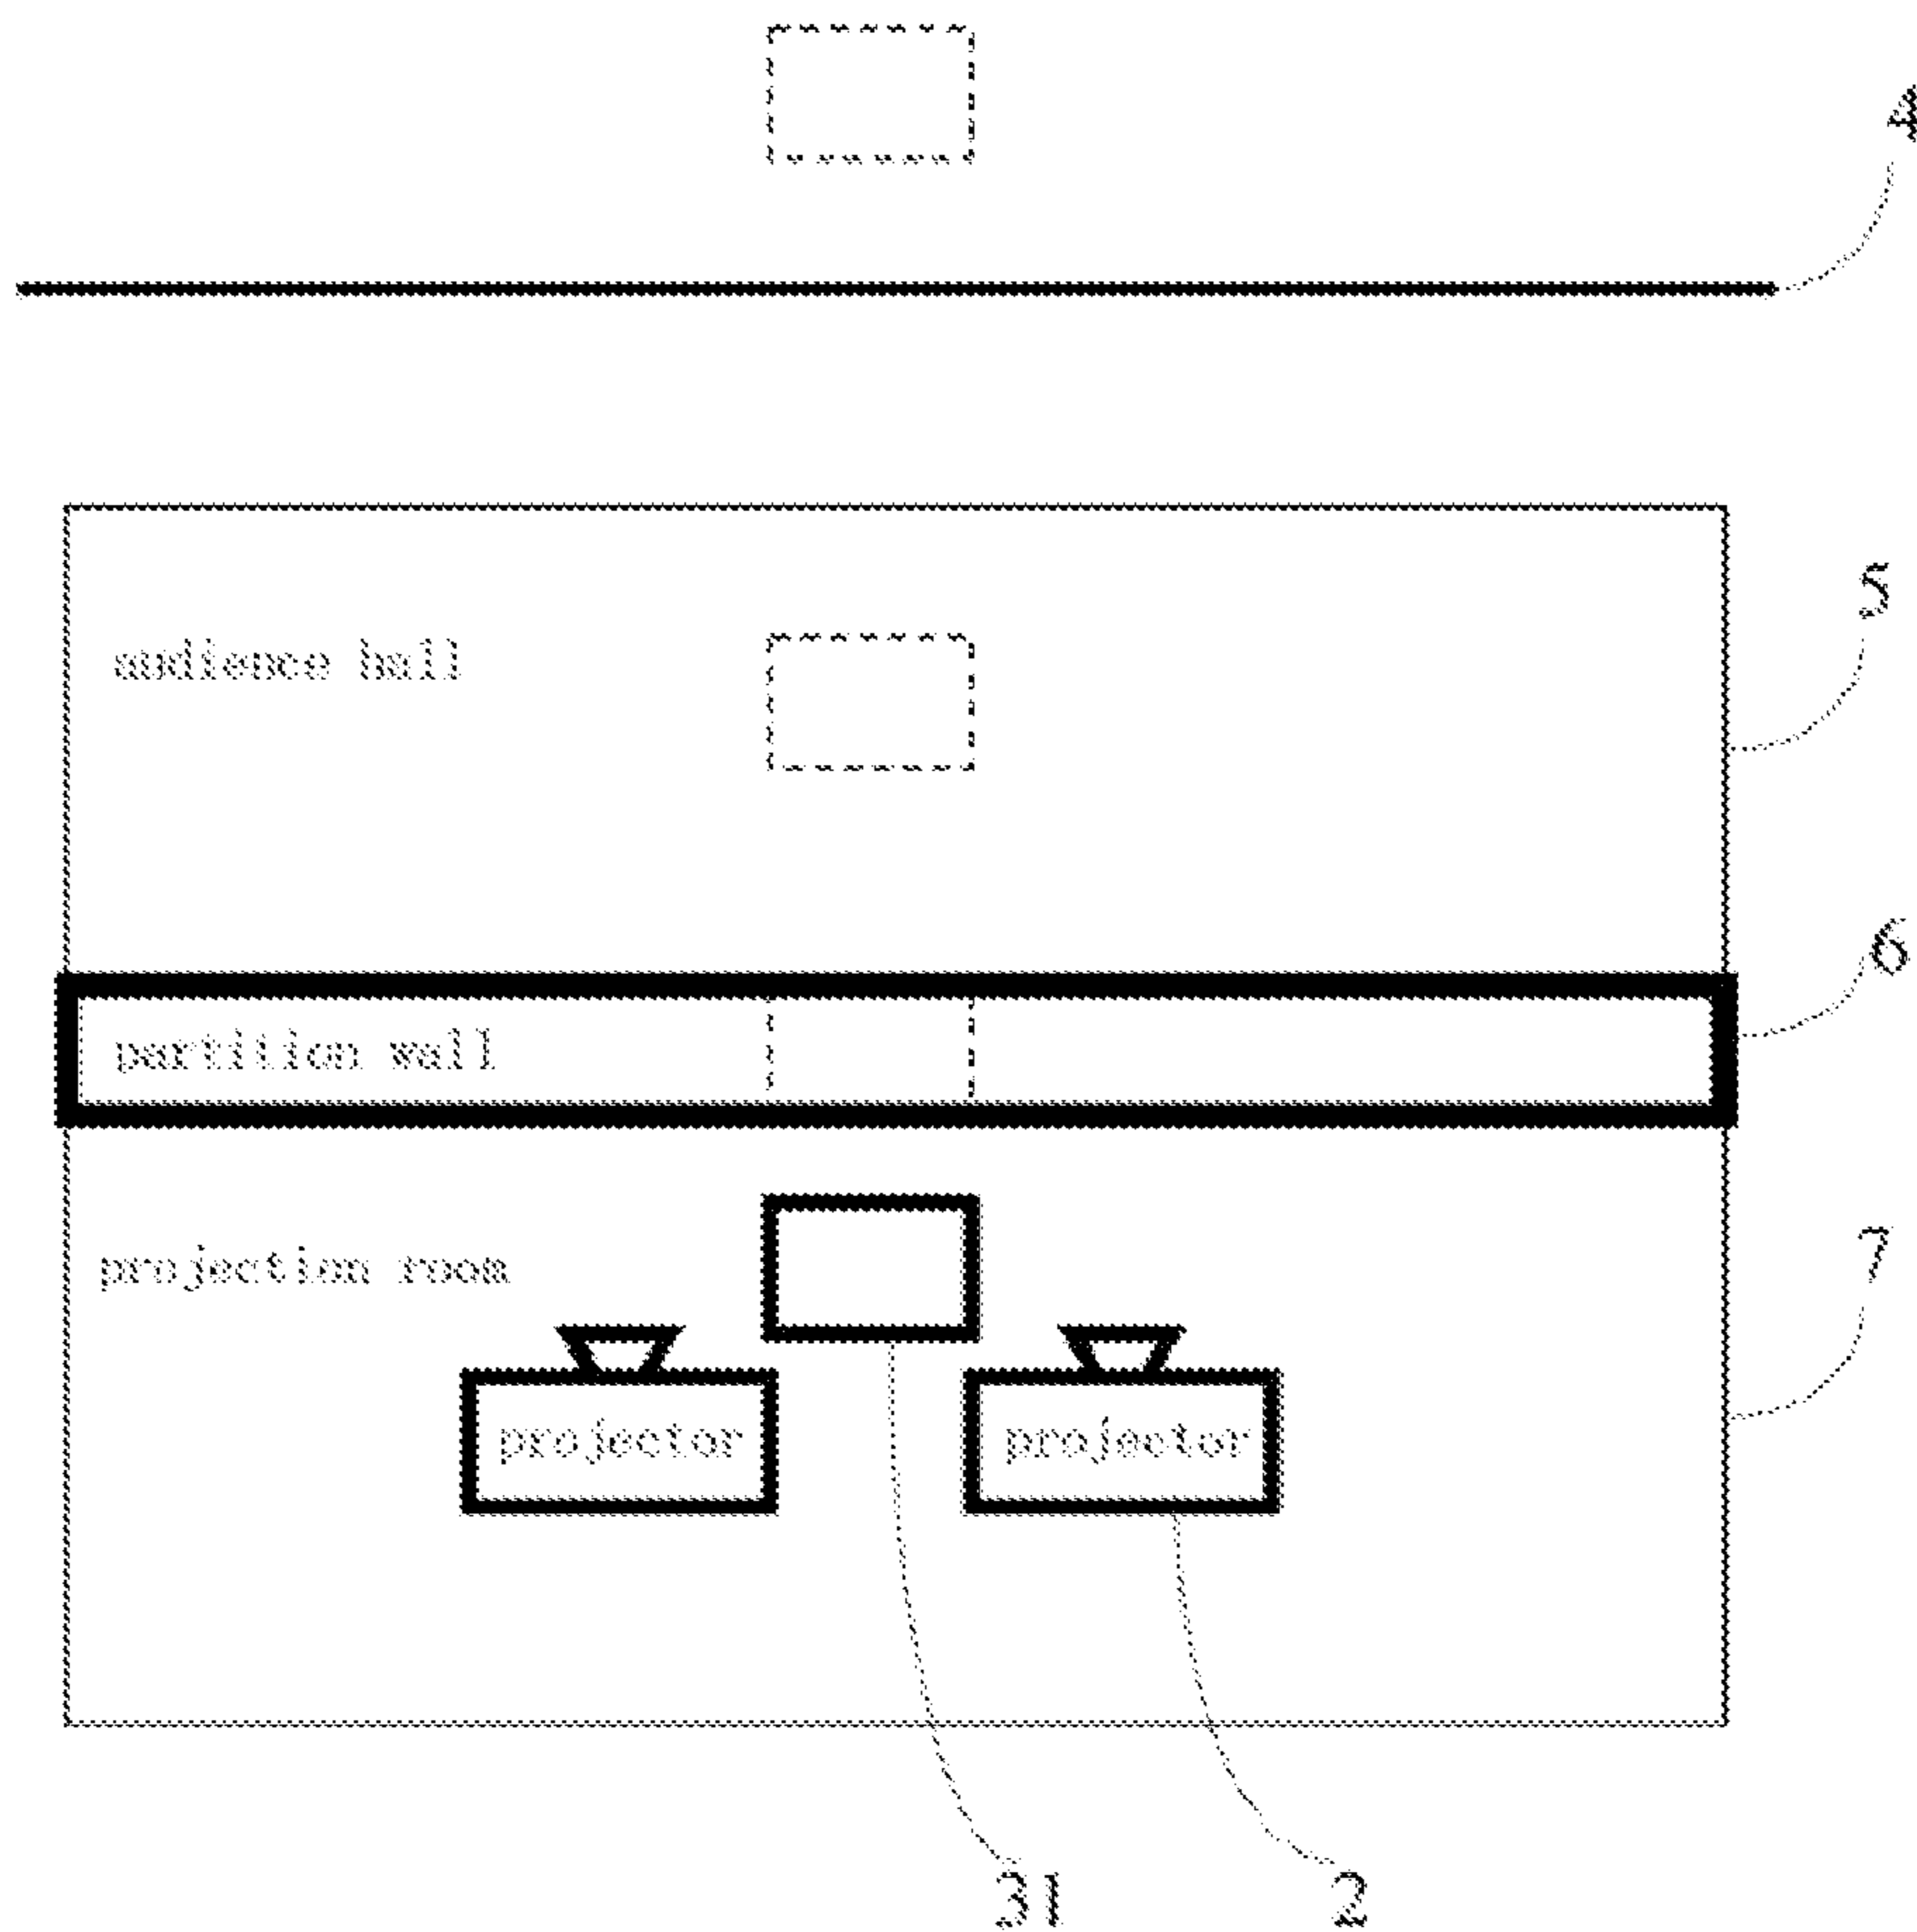 4
5
audience hall
6
partition wall
7
projection room
projector projector
31 2